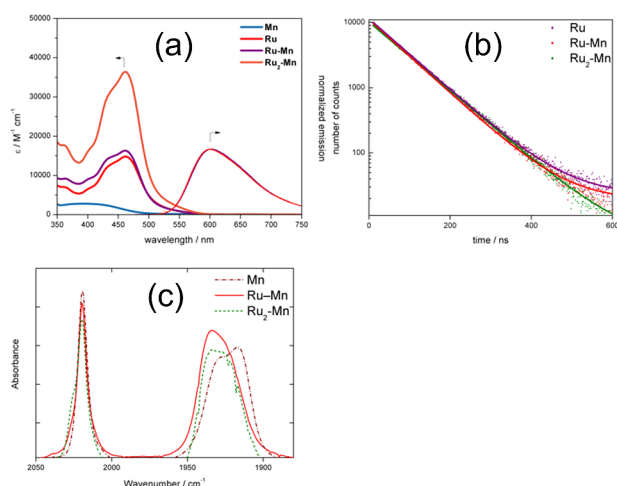 (a)
Mn
Ru
Ru-Mn
Ru₂-Mn
50000
40000
30000
20000
10000
0
ε / M⁻¹ cm⁻¹
350 400 450 500 550 600 650 700 750
wavelength / nm
(b)
Ru
Ru-Mn
Ru₂-Mn
10000
1000
100
normalized emission
number of counts
0 200 400 600
time / ns
(c)
Mn
Ru–Mn
Ru₂-Mn
Absorbance
2050 2000 1950 1900
Wavenumber / cm⁻¹